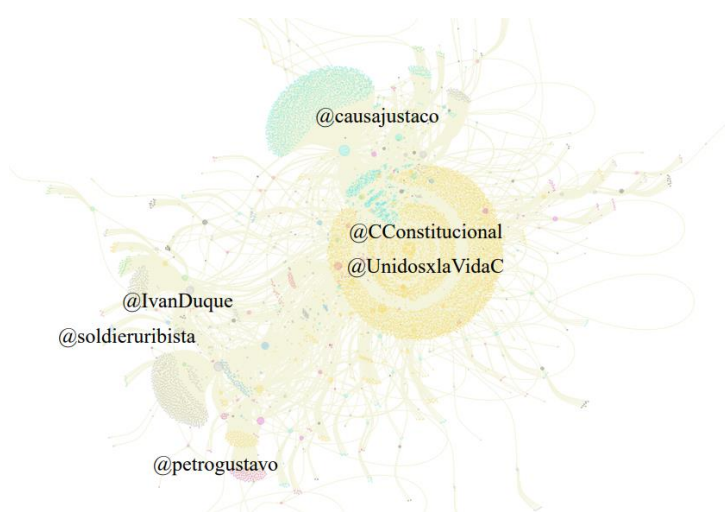 @causajustaco
@CConstitucional
@UnidosxlaVidaC
@IvanDuque
@soldieruribista
@petrogustavo